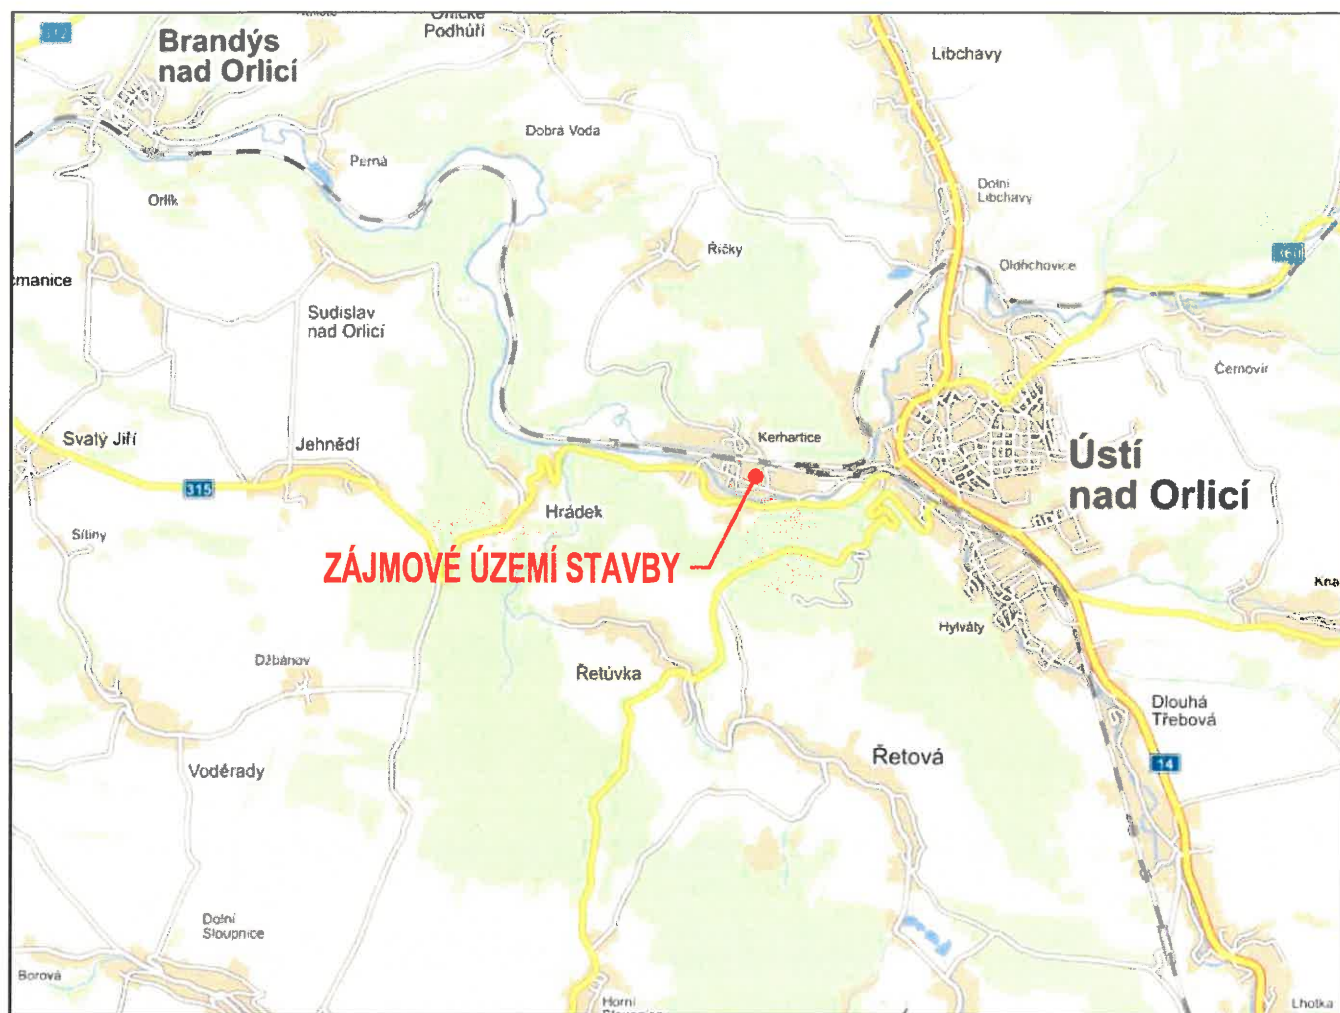 Brandýs
nad Orlicí
Orlické
Podhůří
Libchavy
Dobrá Voda
Perná
Orlík
Dolní
Libchavy
Říčky
Oldřichovice
360
Sudislav
nad Orlicí
Černovír
Svatý Jiří
Jehnědí
Kerhartice
Ústí
nad Orlicí
315
Hrádek
Sítiny
ZÁJMOVÉ ÚZEMÍ STAVBY
Hylváty
Džbánov
Řetůvka
Dlouhá
Třebová
Řetová
14
Voděrady
Dolní
Sloupnice
Borová
Horní
Lhotka